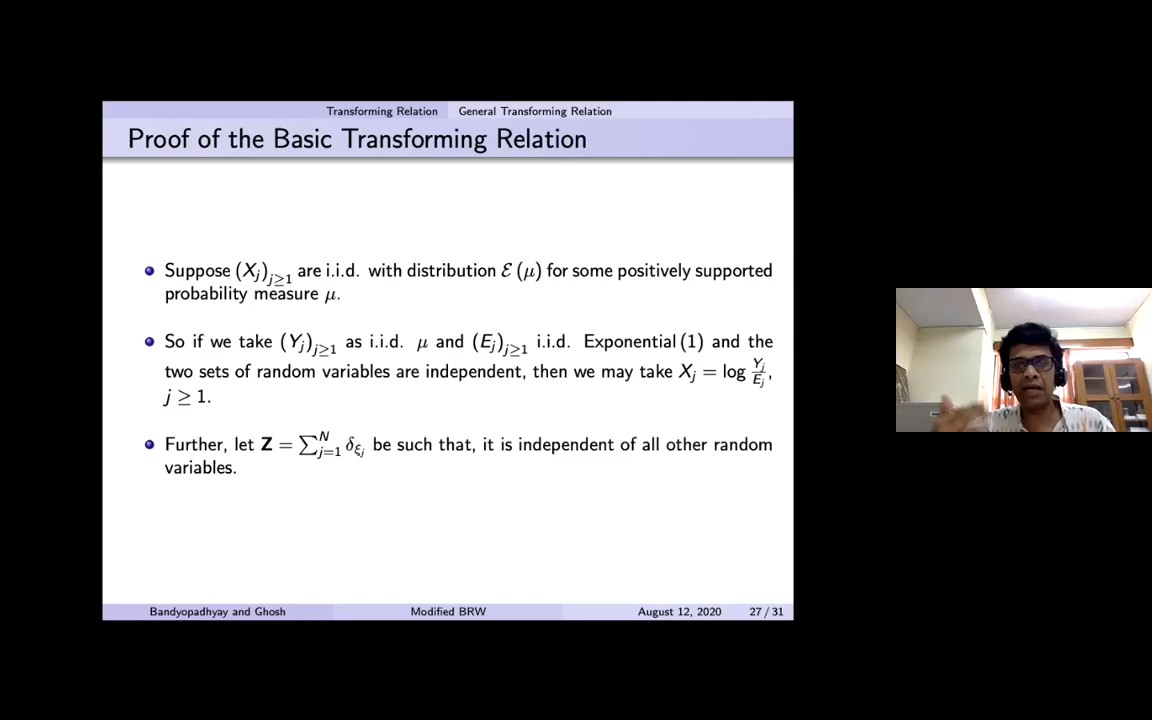 Transforming Relation General Transforming Relation
Proof of the Basic Transforming Relation
Suppose (X_j)_{j≥1} are i.i.d. with distribution ℰ(μ) for some positively supported
probability measure μ.
So if we take (Y_j)_{j≥1} as i.i.d. μ and (E_j)_{j≥1} i.i.d. Exponential (1) and the
two sets of random variables are independent, then we may take X_j = log Y_j/E_j,
j ≥ 1.
Further, let Z = ∑_{j=1}^N δ_{ξ_j} be such that, it is independent of all other random
variables.
Bandyopadhyay and Ghosh Modified BRW August 12, 2020 27 / 31